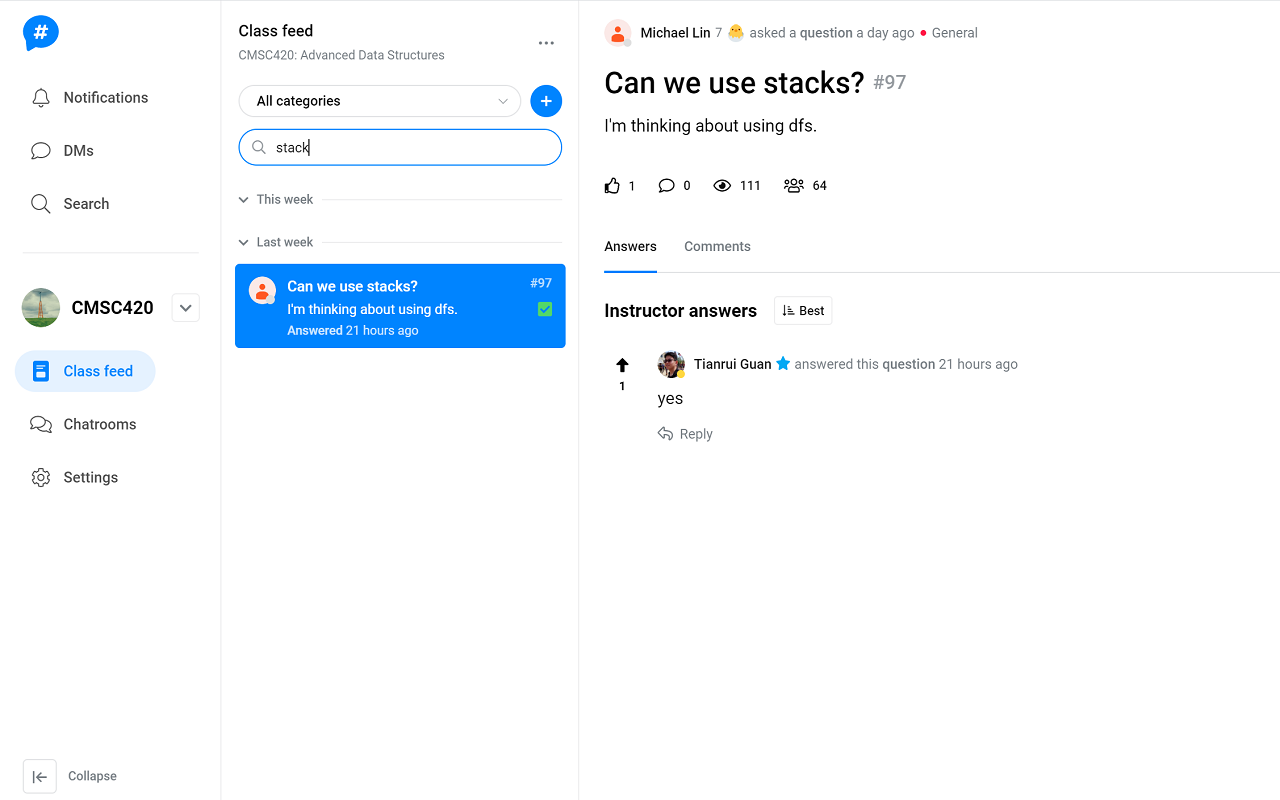 #
Notifications
DMs
Search
CMSC420
Class feed
Chatrooms
Settings
Collapse
Class feed
CMSC420: Advanced Data Structures
All categories
stack
This week
Last week
Can we use stacks? #97
I'm thinking about using dfs.
Answered 21 hours ago
Michael Lin 7 🐣 asked a question a day ago • General
Can we use stacks? #97
I'm thinking about using dfs.
1 0 111 64
Answers Comments
Instructor answers Best
Tianrui Guan answered this question 21 hours ago
1
yes
Reply